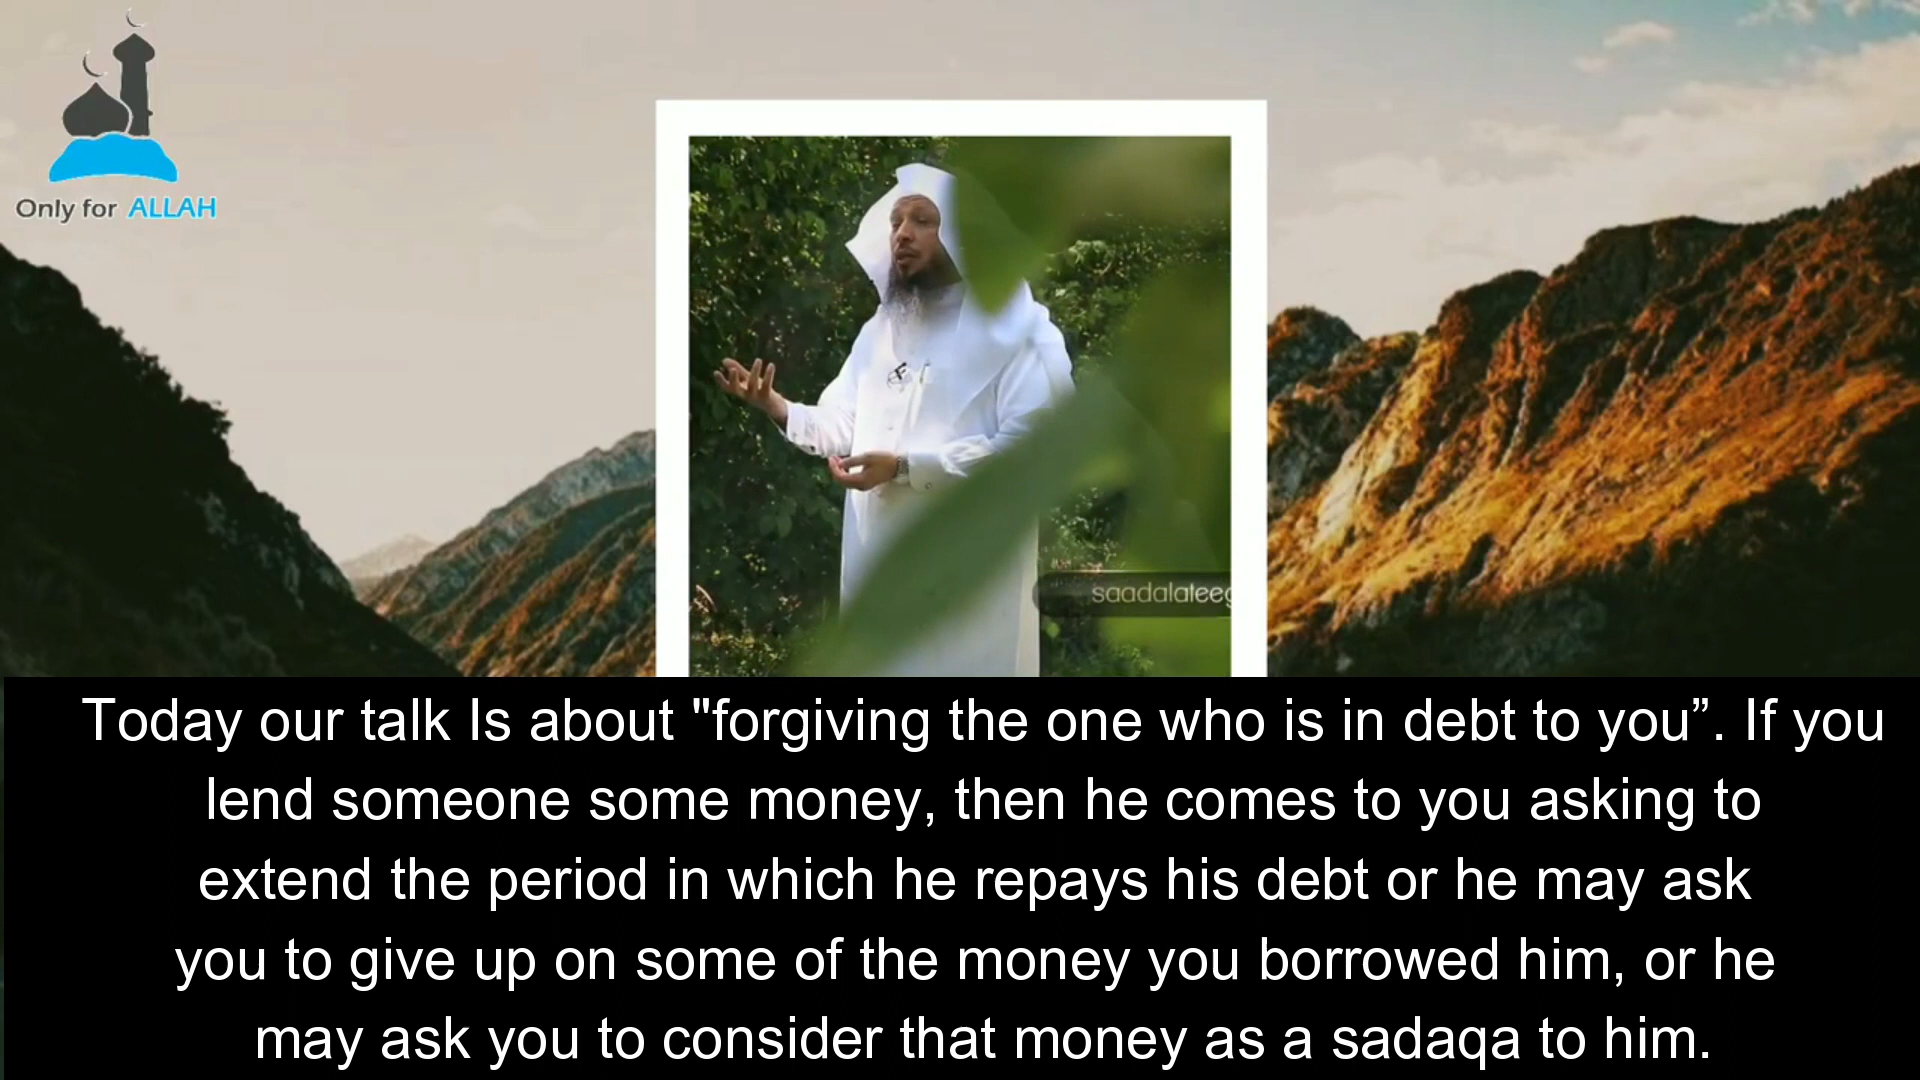 Only for ALLAH
saadalateeq
Today our talk Is about "forgiving the one who is in debt to you”. If you
lend someone some money, then he comes to you asking to
extend the period in which he repays his debt or he may ask
you to give up on some of the money you borrowed him, or he
may ask you to consider that money as a sadaqa to him.